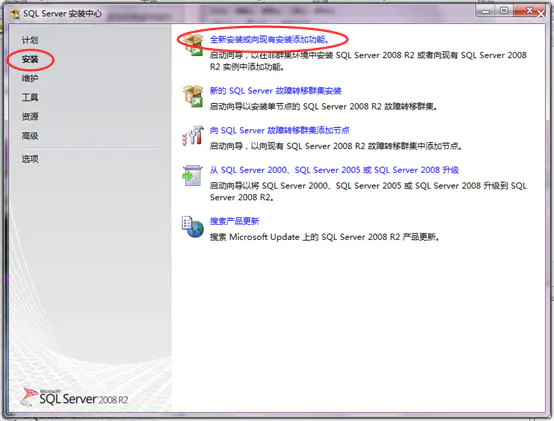 SQL Server 安装中心
计划
安装
维护
工具
资源
高级
选项
全新安装或向现有安装添加功能。
启动向导，以在非群集环境中安装 SQL Server 2008 R2 或者向现有 SQL Server 2008
R2 实例中添加功能。
新的 SQL Server 故障转移群集安装
启动向导以安装单节点的 SQL Server 2008 R2 故障转移群集。
向 SQL Server 故障转移群集添加节点
启动向导，以向现有 SQL Server 2008 R2 故障转移群集中添加节点。
从 SQL Server 2000、SQL Server 2005 或 SQL Server 2008 升级
启动向导以将 SQL Server 2000、SQL Server 2005 或 SQL Server 2008 升级到 SQL
Server 2008 R2。
搜索产品更新
搜索 Microsoft Update 上的 SQL Server 2008 R2 产品更新。
Microsoft
SQL Server 2008 R2